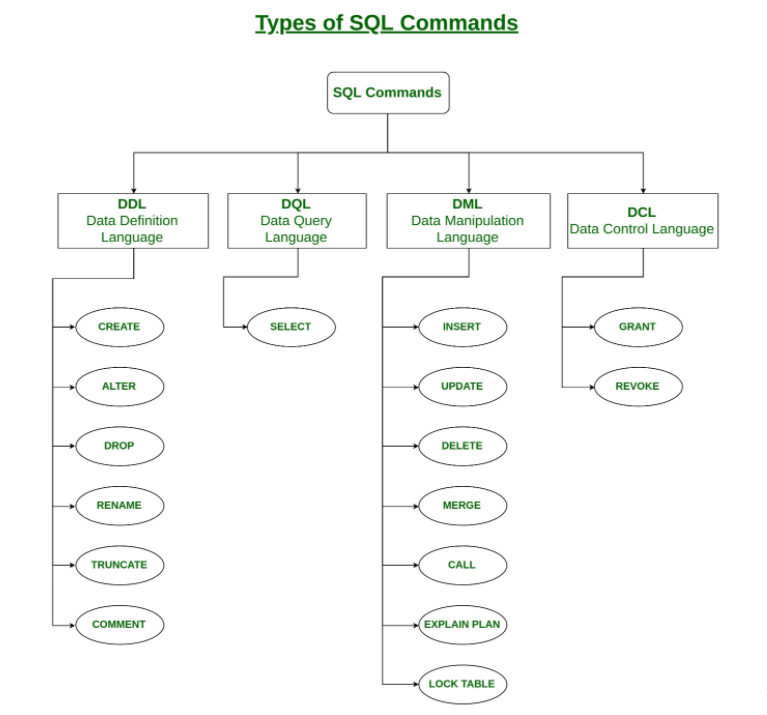 Types of SQL Commands
SQL Commands
DDL
Data Definition
Language
DQL
Data Query
Language
DML
Data Manipulation
Language
DCL
Data Control Language
CREATE
ALTER
DROP
RENAME
TRUNCATE
COMMENT
SELECT
INSERT
UPDATE
DELETE
MERGE
CALL
EXPLAIN PLAN
LOCK TABLE
GRANT
REVOKE